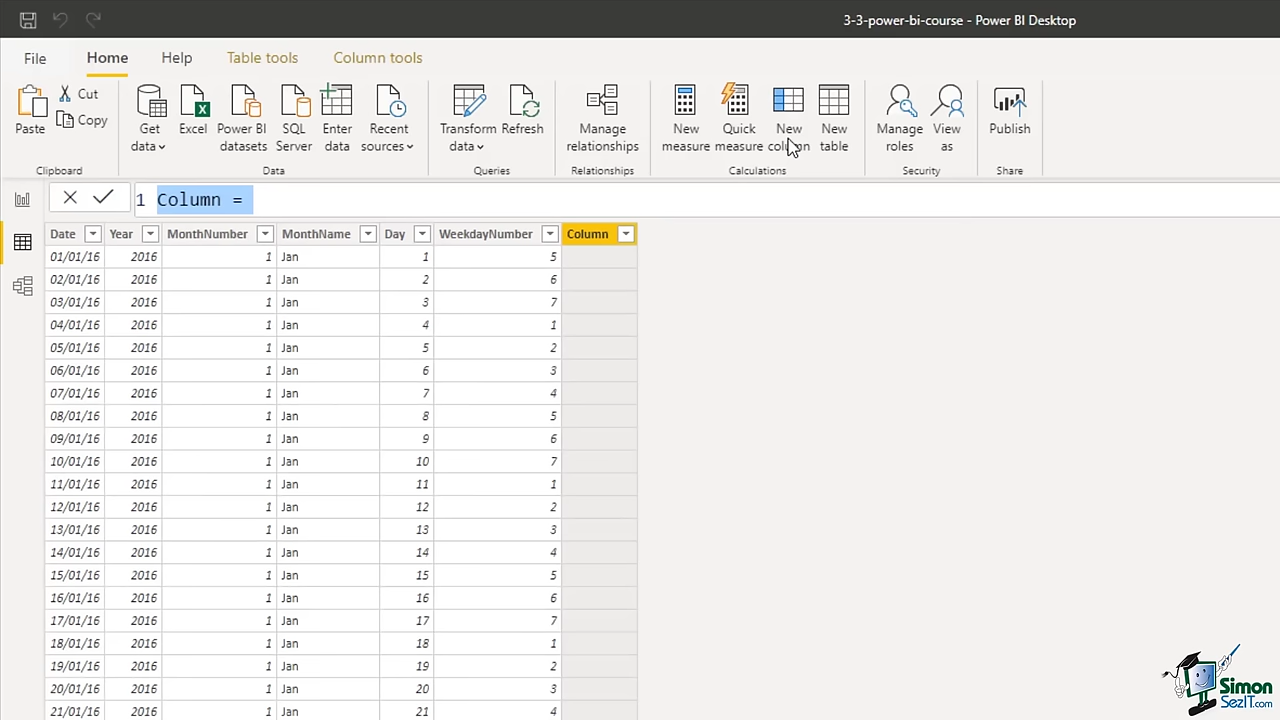 3-3-power-bi-course - Power BI Desktop
File Home Help Table tools Column tools
Paste Cut Copy Get data Excel Power BI datasets SQL Server Enter data Recent sources Transform data Refresh Manage relationships New measure Quick measure New column New table Manage roles View as Publish
Clipboard Data Queries Relationships Calculations Security Share
1 Column =
Date Year MonthNumber MonthName Day WeekdayNumber Column
01/01/16 2016 1 Jan 1 5
02/01/16 2016 1 Jan 2 6
03/01/16 2016 1 Jan 3 7
04/01/16 2016 1 Jan 4 1
05/01/16 2016 1 Jan 5 2
06/01/16 2016 1 Jan 6 3
07/01/16 2016 1 Jan 7 4
08/01/16 2016 1 Jan 8 5
09/01/16 2016 1 Jan 9 6
10/01/16 2016 1 Jan 10 7
11/01/16 2016 1 Jan 11 1
12/01/16 2016 1 Jan 12 2
13/01/16 2016 1 Jan 13 3
14/01/16 2016 1 Jan 14 4
15/01/16 2016 1 Jan 15 5
16/01/16 2016 1 Jan 16 6
17/01/16 2016 1 Jan 17 7
18/01/16 2016 1 Jan 18 1
19/01/16 2016 1 Jan 19 2
20/01/16 2016 1 Jan 20 3
21/01/16 2016 1 Jan 21 4
Simon
SezIT.com